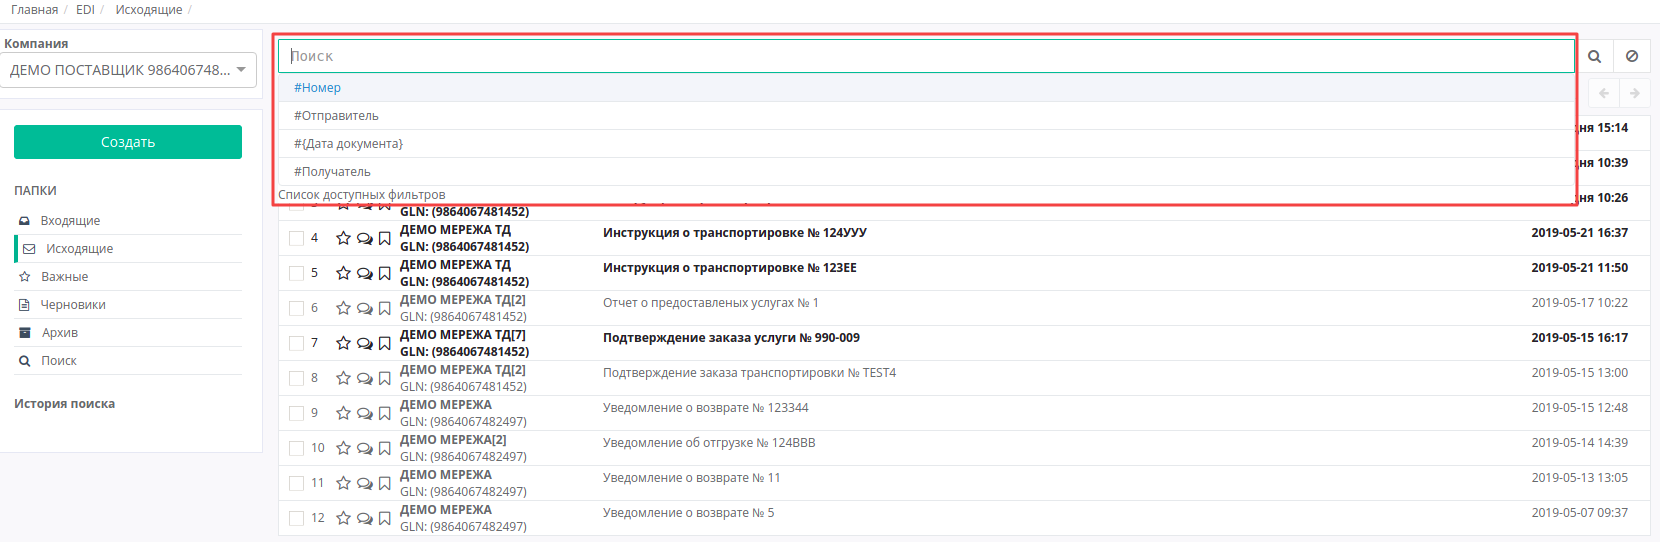 Главная / EDI / Исходящие /
Компания
ДЕМО ПОСТАВЩИК 986406748...
Создать
ПАПКИ
Входящие
Исходящие
Важные
Черновики
Архив
Поиск
История поиска
Поиск
#Номер
#Отправитель
#{Дата документа}
#Получатель
Список доступных фильтров
ня 15:14
ня 10:39
ня 10:26
GLN: (9864067481452)
4 ДЕМО МЕРЕЖА ТД Инструкция о транспортировке № 124УУУ 2019-05-21 16:37
GLN: (9864067481452)
5 ДЕМО МЕРЕЖА ТД Инструкция о транспортировке № 123ЕЕ 2019-05-21 11:50
GLN: (9864067481452)
6 ДЕМО МЕРЕЖА ТД[2] Отчет о предоставленых услугах № 1 2019-05-17 10:22
GLN: (9864067481452)
7 ДЕМО МЕРЕЖА ТД[7] Подтверждение заказа услуги № 990-009 2019-05-15 16:17
GLN: (9864067481452)
8 ДЕМО МЕРЕЖА ТД[2] Подтверждение заказа транспортировки № TEST4 2019-05-15 13:00
GLN: (9864067481452)
9 ДЕМО МЕРЕЖА Уведомление о возврате № 123344 2019-05-15 12:48
GLN: (9864067482497)
10 ДЕМО МЕРЕЖА[2] Уведомление об отгрузке № 124ВВВ 2019-05-14 14:39
GLN: (9864067482497)
11 ДЕМО МЕРЕЖА Уведомление о возврате № 11 2019-05-13 13:05
GLN: (9864067482497)
12 ДЕМО МЕРЕЖА Уведомление о возврате № 5 2019-05-07 09:37
GLN: (9864067482497)